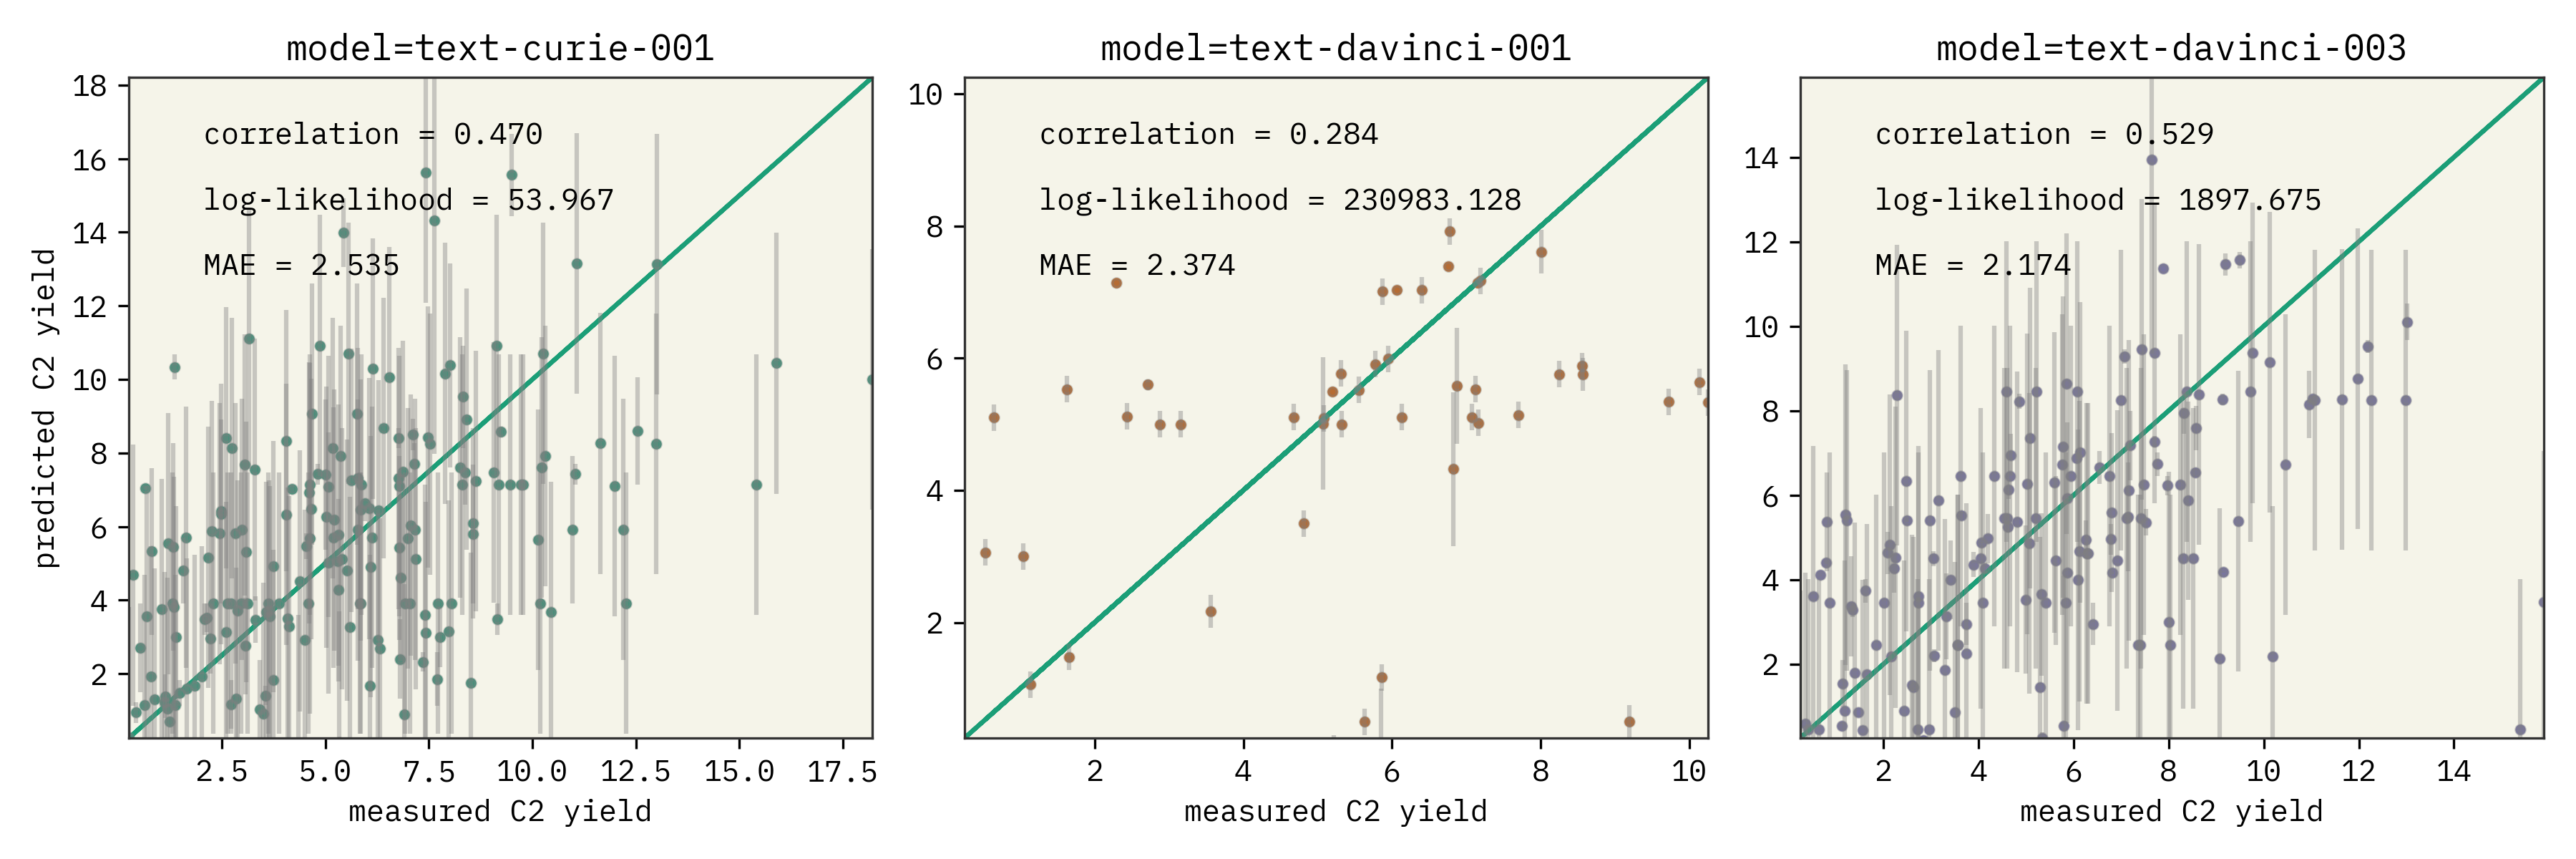 model=text-curie-001
correlation = 0.470
log-likelihood = 53.967
MAE = 2.535
18
16
14
12
10
8
6
4
2
predicted C2 yield
2.5 5.0 7.5 10.0 12.5 15.0 17.5
measured C2 yield
model=text-davinci-001
correlation = 0.284
log-likelihood = 230983.128
MAE = 2.374
10
8
6
4
2
2 4 6 8 10
measured C2 yield
model=text-davinci-003
correlation = 0.529
log-likelihood = 1897.675
MAE = 2.174
14
12
10
8
6
4
2
2 4 6 8 10 12 14
measured C2 yield